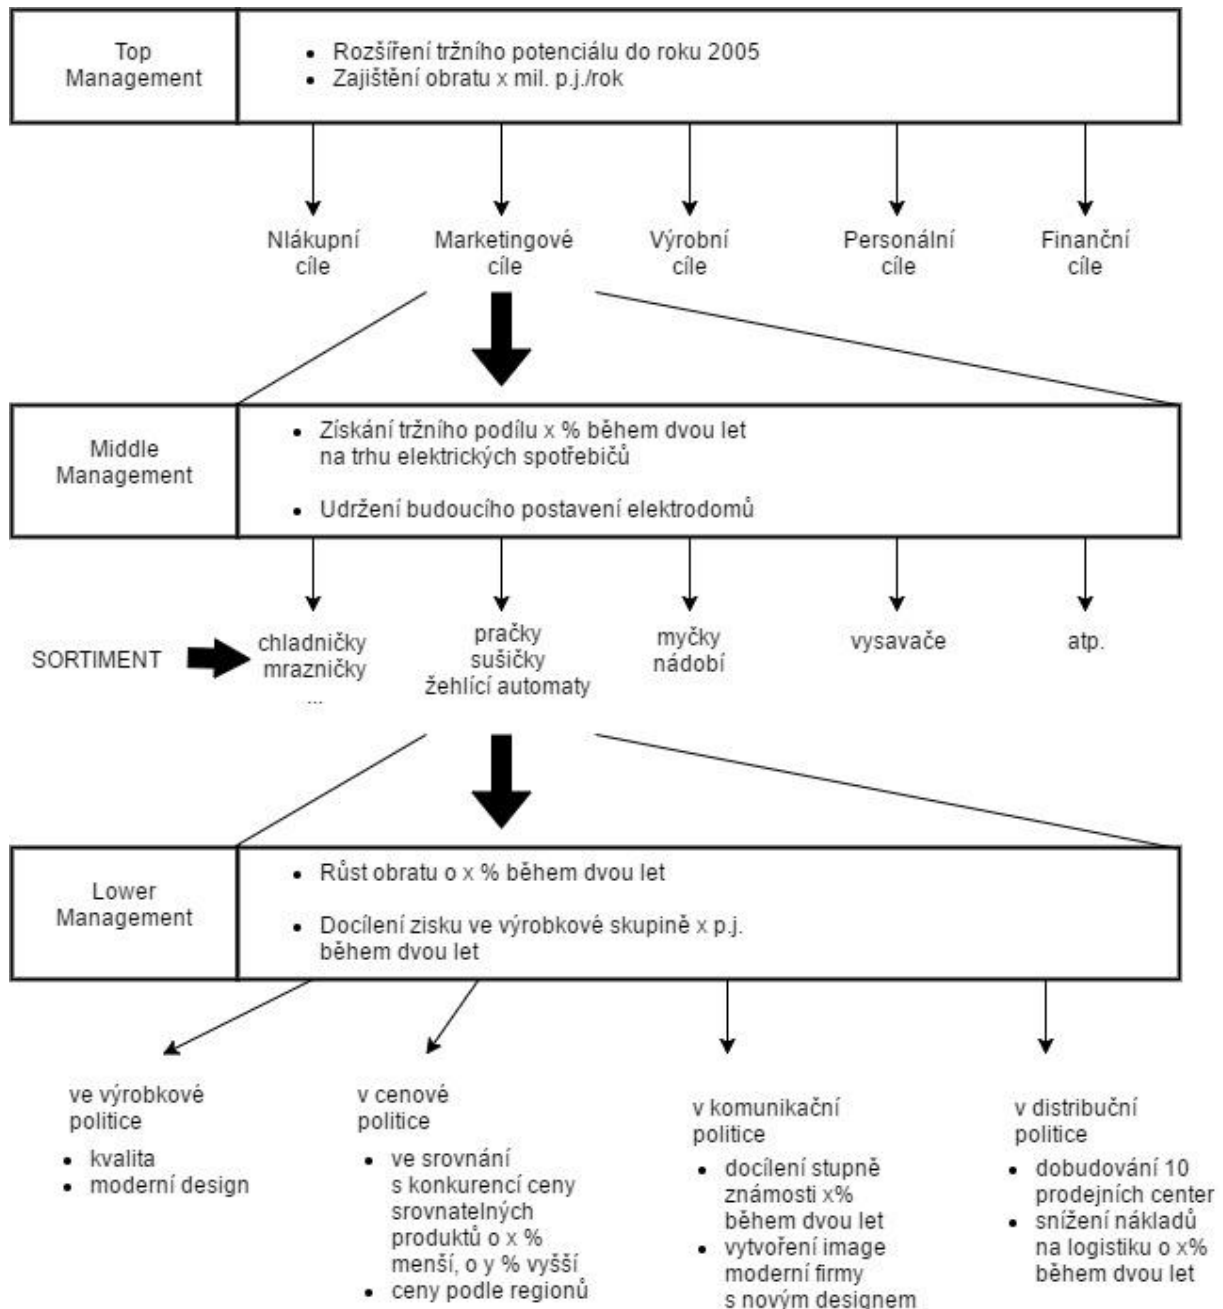 Top
Management
• Rozšíření tržního potenciálu do roku 2005
• Zajištění obratu x mil. p.j./rok
Nlákupní
cíle
Marketingové
cíle
Výrobní
cíle
Personální
cíle
Finanční
cíle
Middle
Management
• Získání tržního podílu x % během dvou let
na trhu elektrických spotřebičů
• Udržení budoucího postavení elektrodomů
SORTIMENT
chladničky
mrazničky
...
pračky
sušičky
žehlící automaty
myčky
nádobí
vysavače
atp.
Lower
Management
• Růst obratu o x % během dvou let
• Docílení zisku ve výrobkové skupině x p.j.
během dvou let
ve výrobkové
politice
• kvalita
• moderní design
v cenové
politice
• ve srovnání
s konkurencí ceny
srovnatelných
produktů o x %
menší, o y % vyšší
• ceny podle regionů
v komunikační
politice
• docílení stupně
známosti x%
během dvou let
• vytvoření image
moderní firmy
s novým designem
v distribuční
politice
• dobudování 10
prodejních center
• snížení nákladů
na logistiku o x%
během dvou let